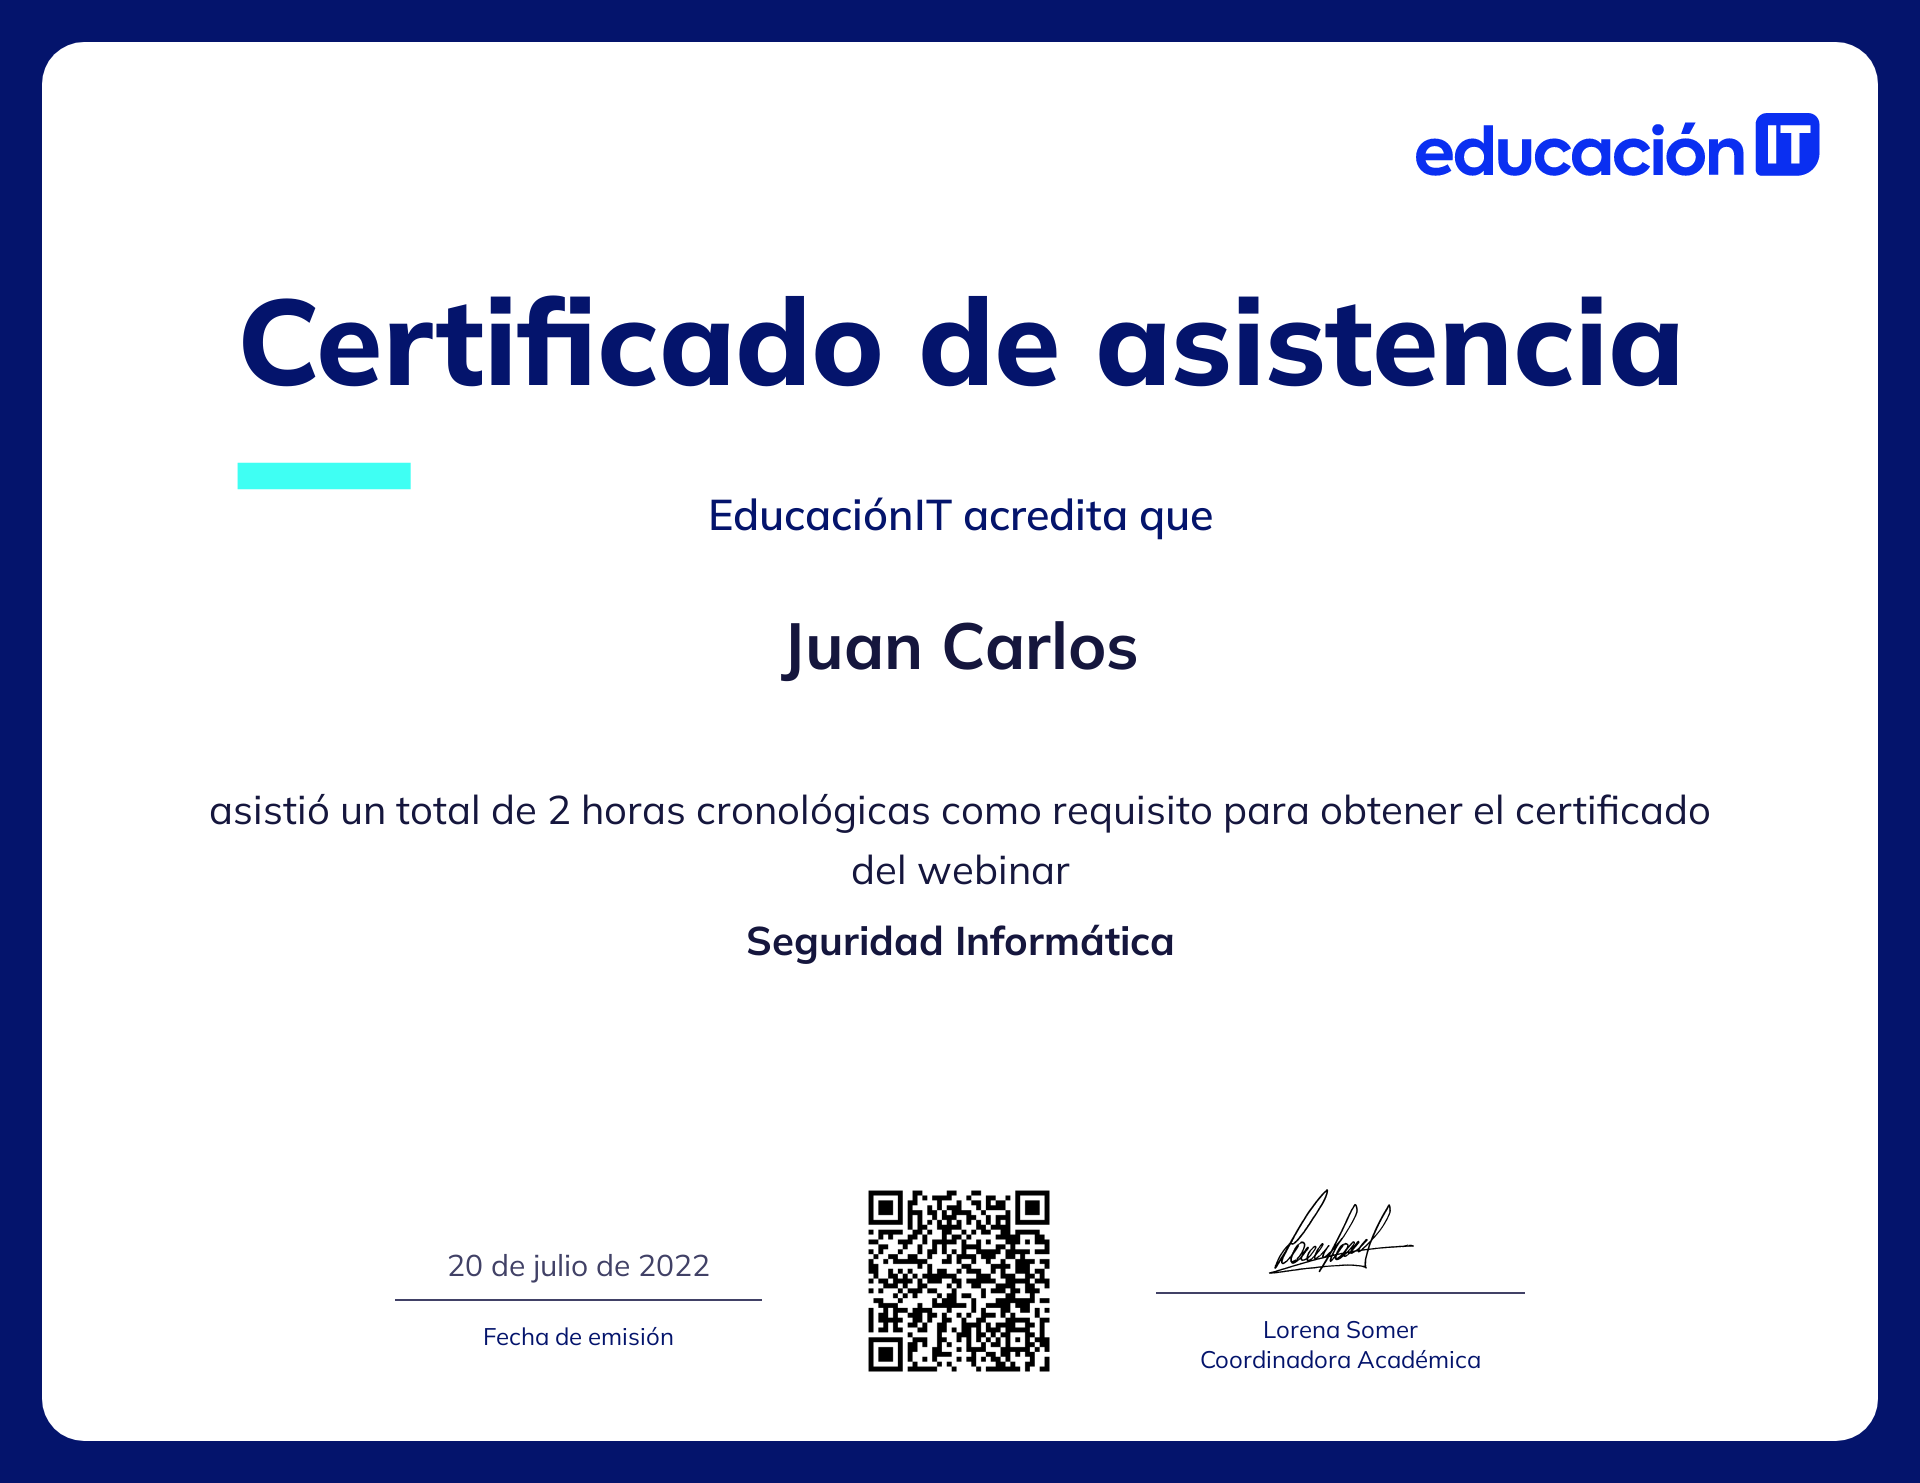 educación IT
Certificado de asistencia
EducaciónIT acredita que
Juan Carlos
asistió un total de 2 horas cronológicas como requisito para obtener el certificado
del webinar
Seguridad Informática
20 de julio de 2022
Fecha de emisión
Lorena Somer
Coordinadora Académica